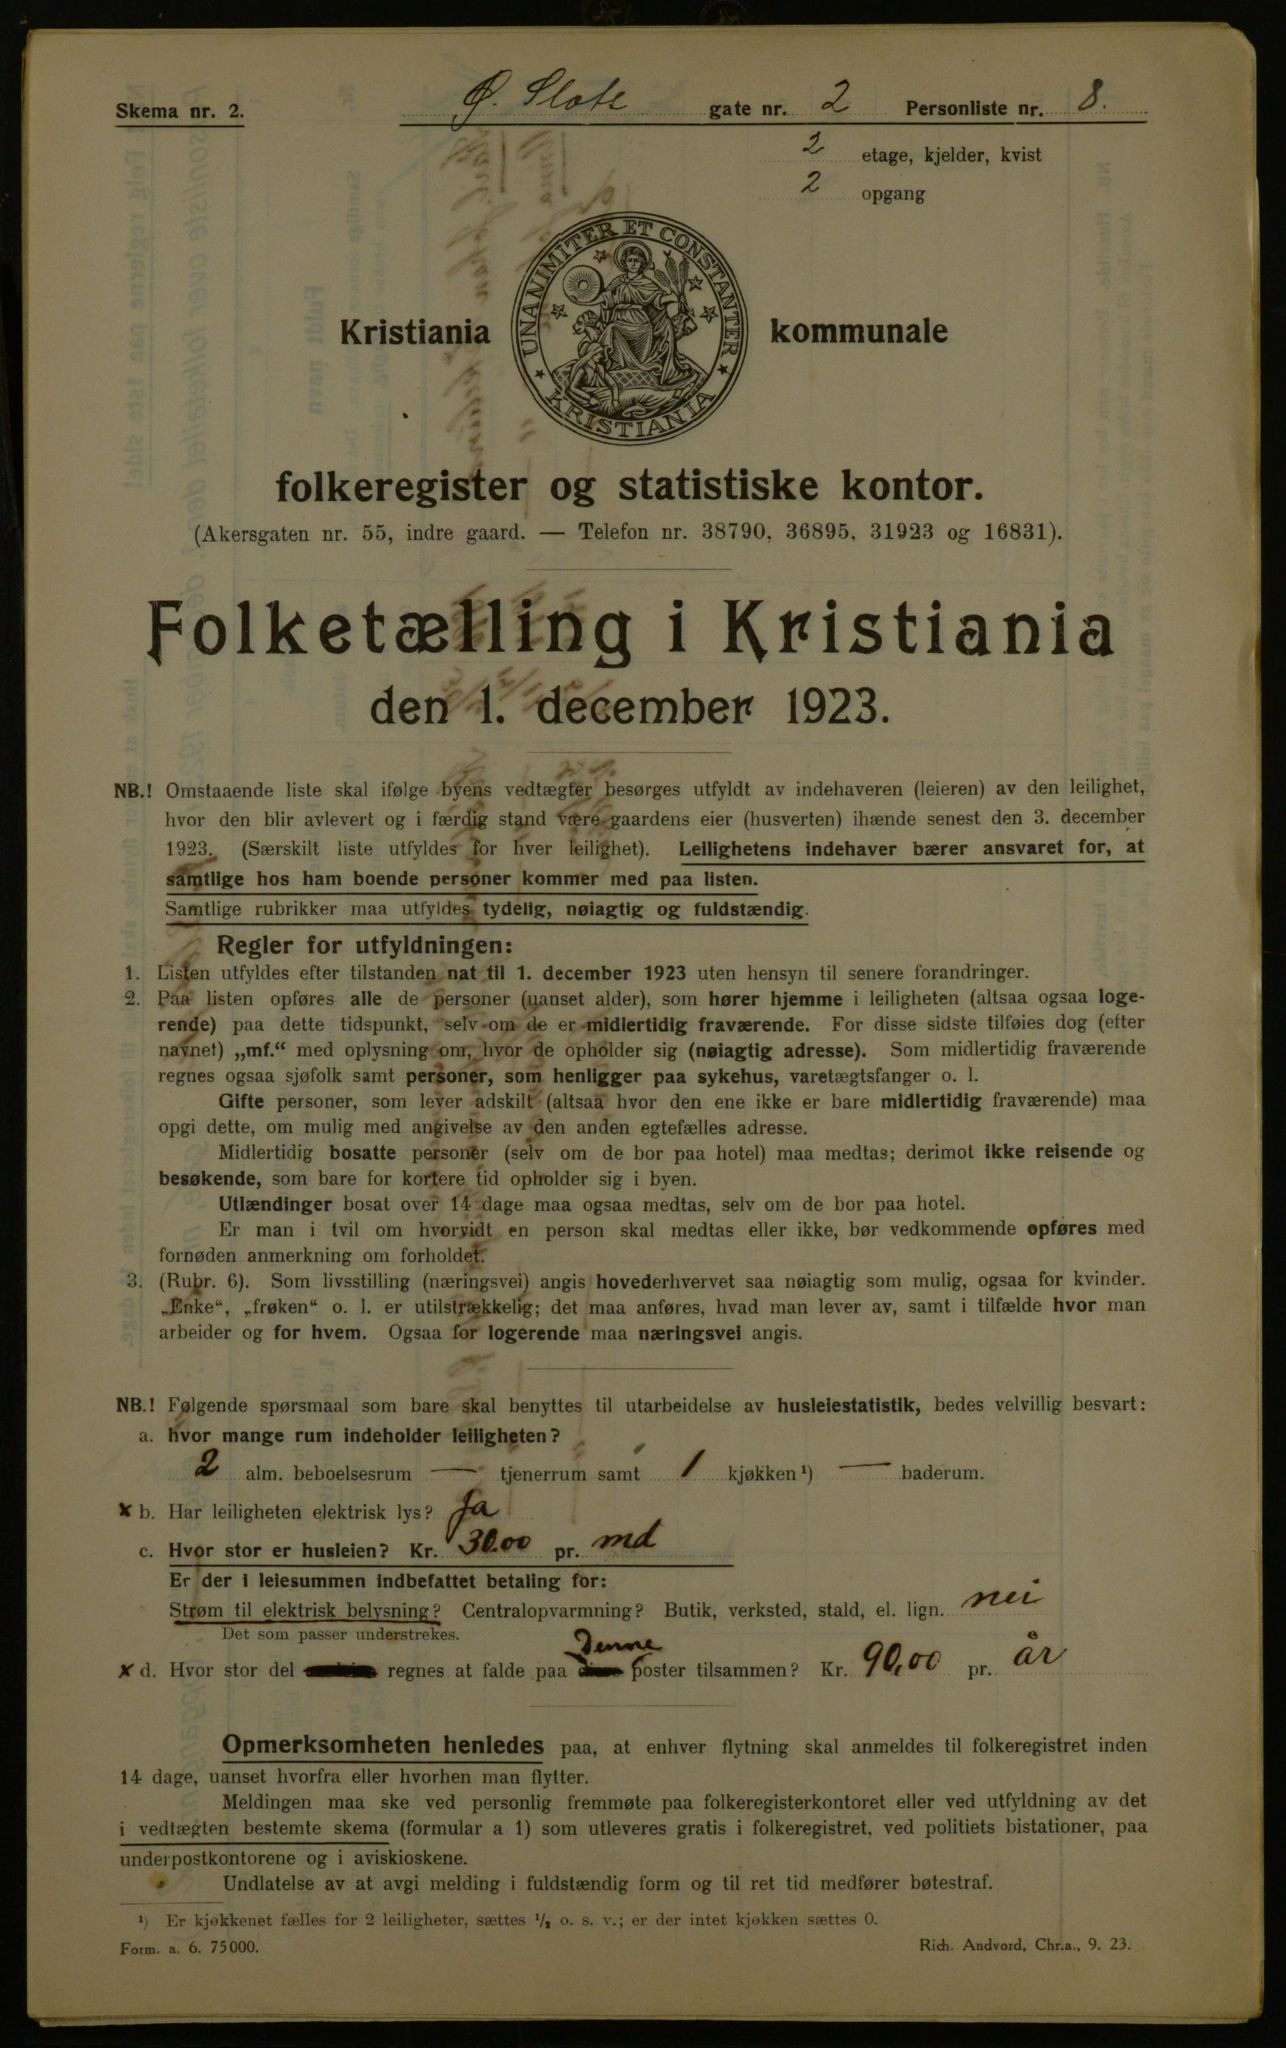 Skema nr. 2.
Ø. Slots gate nr. 2 Personliste nr. 8.
2 etage, kjelder, kvist
2 opgang
UNANIMITER ET CONSTANTER
KRISTIANIA
Kristiania kommunale
folkeregister og statistiske kontor.
(Akersgaten nr. 55, indre gaard. — Telefon nr. 38790, 36895, 31923 og 16831).
Folketælling i Kristiania
den 1. december 1923.
NB.! Omstaaende liste skal ifølge byens vedtægter besørges utfyldt av indehaveren (leieren) av den leilighet,
hvor den blir avlevert og i færdig stand være gaardens eier (husverten) ihænde senest den 3. december
1923. (Særskilt liste utfyldes for hver leilighet). Leilighetens indehaver bærer ansvaret for, at
samtlige hos ham boende personer kommer med paa listen.
Samtlige rubrikker maa utfyldes tydelig, nøiagtig og fuldstændig.
Regler for utfyldningen:
1. Listen utfyldes efter tilstanden nat til 1. december 1923 uten hensyn til senere forandringer.
2. Paa listen opføres alle de personer (uanset alder), som hører hjemme i leiligheten (altsaa ogsaa loge-
rende) paa dette tidspunkt, selv om de er midlertidig fraværende. For disse sidste tilføies dog (efter
navnet) „mf.“ med oplysning om, hvor de opholder sig (nøiagtig adresse). Som midlertidig fraværende
regnes ogsaa sjøfolk samt personer, som henligger paa sykehus, varetægtsfanger o. l.
Gifte personer, som lever adskilt (altsaa hvor den ene ikke er bare midlertidig fraværende) maa
opgi dette, om mulig med angivelse av den anden egtefælles adresse.
Midlertidig bosatte personer (selv om de bor paa hotel) maa medtas; derimot ikke reisende og
besøkende, som bare for kortere tid opholder sig i byen.
Utlændinger bosat over 14 dage maa ogsaa medtas, selv om de bor paa hotel.
Er man i tvil om hvorvidt en person skal medtas eller ikke, bør vedkommende opføres med
fornøden anmerkning om forholdet.
3. (Rubr. 6). Som livsstilling (næringsvei) angis hovederhvervet saa nøiagtig som mulig, ogsaa for kvinder.
„Enke“, „frøken“ o. l. er utilstrækkelig; det maa anføres, hvad man lever av, samt i tilfælde hvor man
arbeider og for hvem. Ogsaa for logerende maa næringsvei angis.
NB.! Følgende spørsmaal som bare skal benyttes til utarbeidelse av husleiestatistik, bedes velvillig besvart:
a. hvor mange rum indeholder leiligheten?
2 alm. beboelsesrum — tjenerrum samt 1 kjøkken¹) — baderum.
x b. Har leiligheten elektrisk lys? Ja
c. Hvor stor er husleien? Kr. 30.00 pr. md
Er der i leiesummen indbefattet betaling for:
Strøm til elektrisk belysning? Centralopvarmning? Butik, verksted, stald, el. lign. nei
Det som passer understrekes.
x d. Hvor stor del regnes at falde paa Denne poster tilsammen? Kr. 90,00 pr. år
Opmerksomheten henledes paa, at enhver flytning skal anmeldes til folkeregistret inden
14 dage, uanset hvorfra eller hvorhen man flytter.
Meldingen maa ske ved personlig fremmøte paa folkeregisterkontoret eller ved utfyldning av det
i vedtægten bestemte skema (formular a 1) som utleveres gratis i folkeregistret, ved politiets bistationer, paa
underpostkontorene og i aviskioskene.
Undlatelse av at avgi melding i fuldstændig form og til ret tid medfører bøtestraf.
¹) Er kjøkkenet fælles for 2 leiligheter, sættes ½ o. s. v.; er der intet kjøkken sættes 0.
Form. a. 6. 75000.
Rich. Andvord, Chr.a., 9. 23.